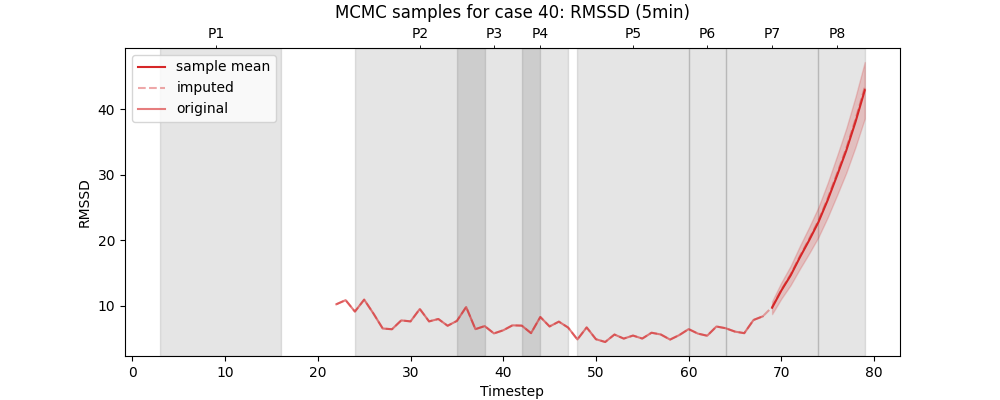 MCMC samples for case 40: RMSSD (5min)
P1 P2 P3 P4 P5 P6 P7 P8
sample mean
imputed
original
RMSSD
40
30
20
10
0 10 20 30 40 50 60 70 80
Timestep